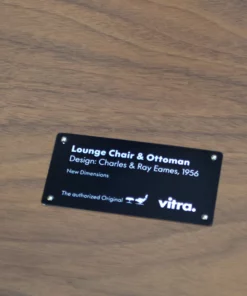 Lounge Chair & Ottoman
Design: Charles & Ray Eames, 1956
New Dimensions
The authorized Original
vitra.